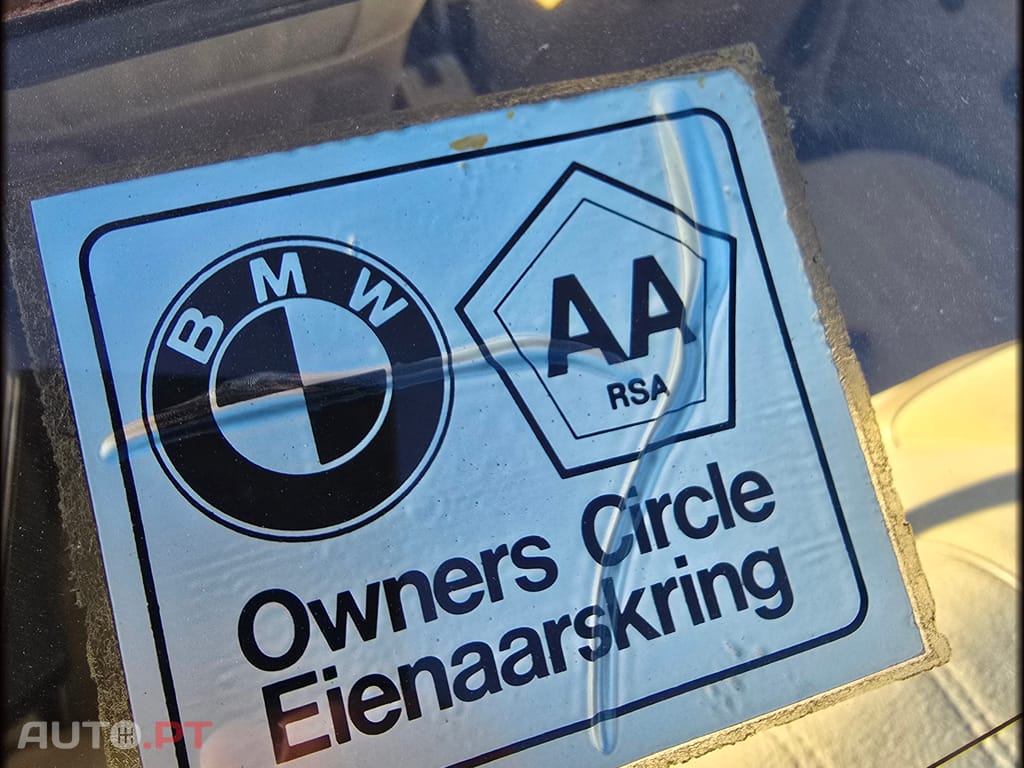 BMW
AA
RSA
Owners Circle
Eienaarskring
AUTO.PT